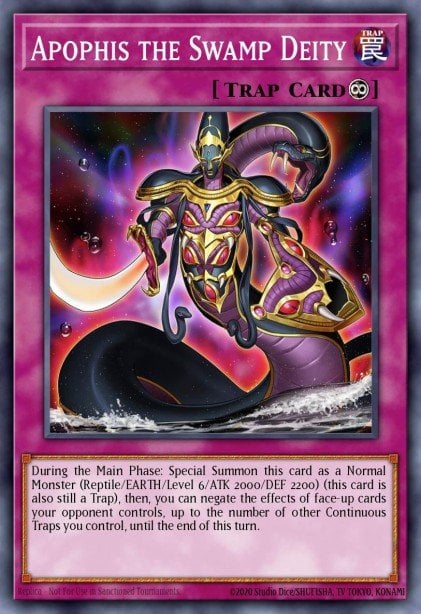 Apophis the Swamp Deity
TRAP
罠
[Trap Card]
During the Main Phase: Special Summon this card as a Normal
Monster (Reptile/EARTH/Level 6/ATK 2000/DEF 2200) (this card
is also still a Trap), then, you can negate the effects of face-up cards
your opponent controls, up to the number of other Continuous
Traps you control, until the end of this turn.
Replica - Not For Use in Sanctioned Tournaments
©2020 Studio Dice/SHUEISHA, TV TOKYO, KONAMI